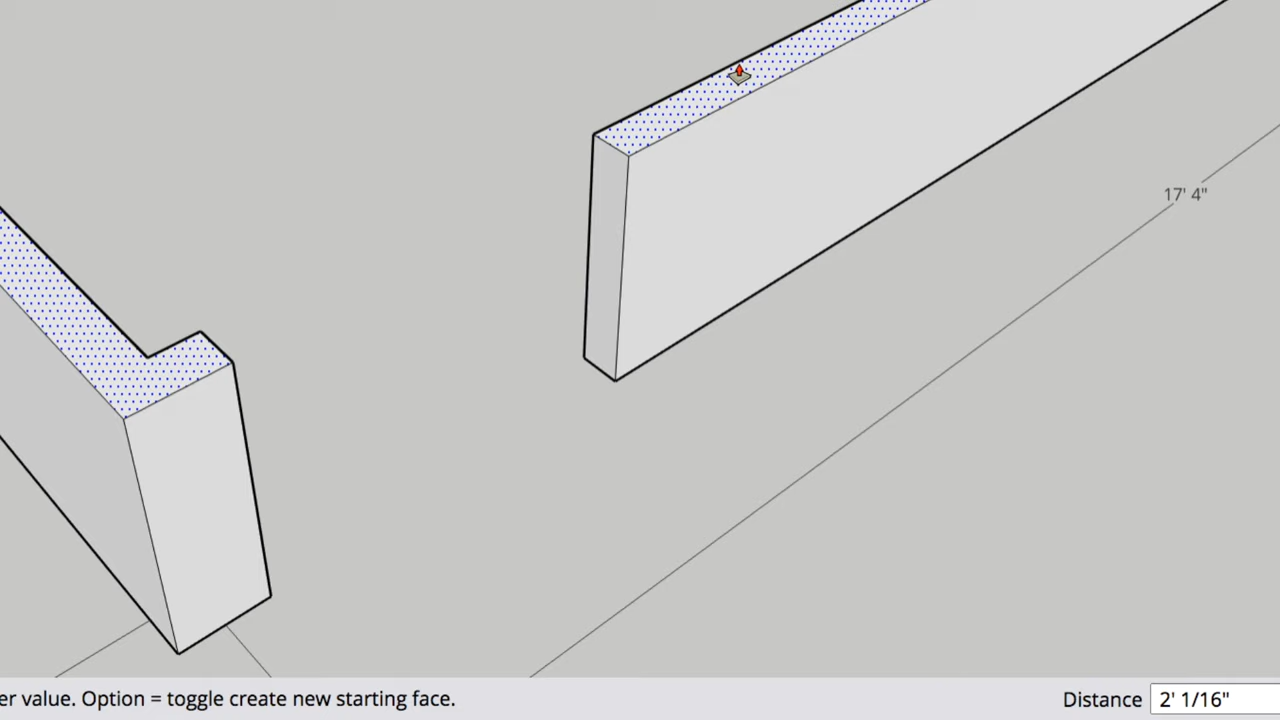 17' 4"
er value. Option = toggle create new starting face.
Distance 2' 1/16"